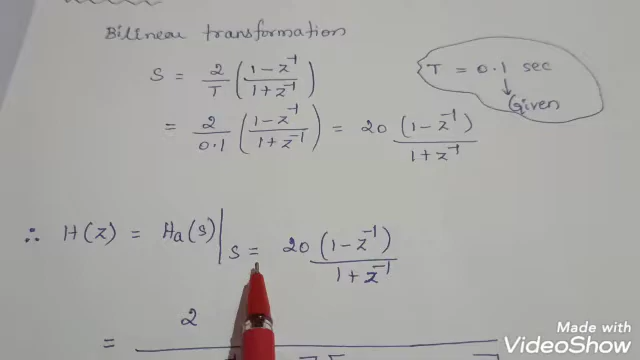 Bilinear transformation
S = 2/T (1-z⁻¹/1+z⁻¹)
T = 0.1 sec
↓
Given
= 2/0.1 (1-z⁻¹/1+z⁻¹) = 20 (1-z⁻¹)/1+z⁻¹
∴ H(z) = Ha(s)| S = 20 (1-z⁻¹)/1+z⁻¹
= 2
Made with
VideoShow